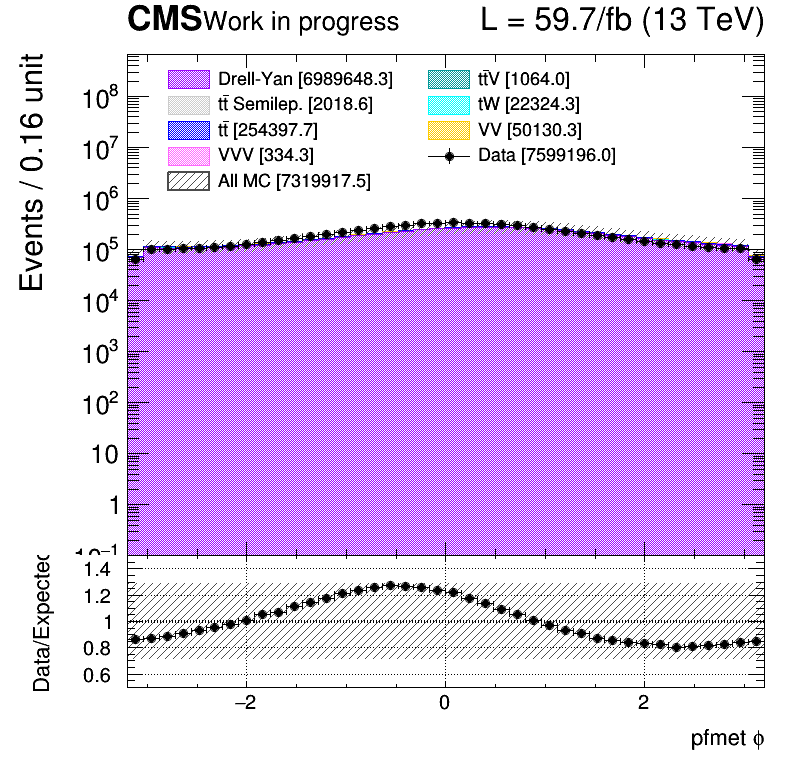 CMS Work in progress L = 59.7/fb (13 TeV)
Events / 0.16 unit
Drell-Yan [6989648.3]
tt̄ Semilep. [2018.6]
tt̄ [254397.7]
VVV [334.3]
All MC [7319917.5]
tt̄V [1064.0]
tW [22324.3]
VV [50130.3]
Data [7599196.0]
10⁸
10⁷
10⁶
10⁵
10⁴
10³
10²
10
1
10⁻¹
Data/Expected
1.4
1.2
1
0.8
0.6
−2 0 2
pfmet ϕ